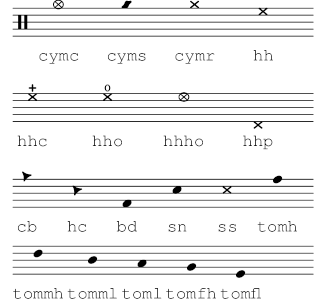 cymc cyms cymr hh
hhc hho hhho hhp
cb hc bd sn ss tomh
tommh tomml toml tomfh tomfl